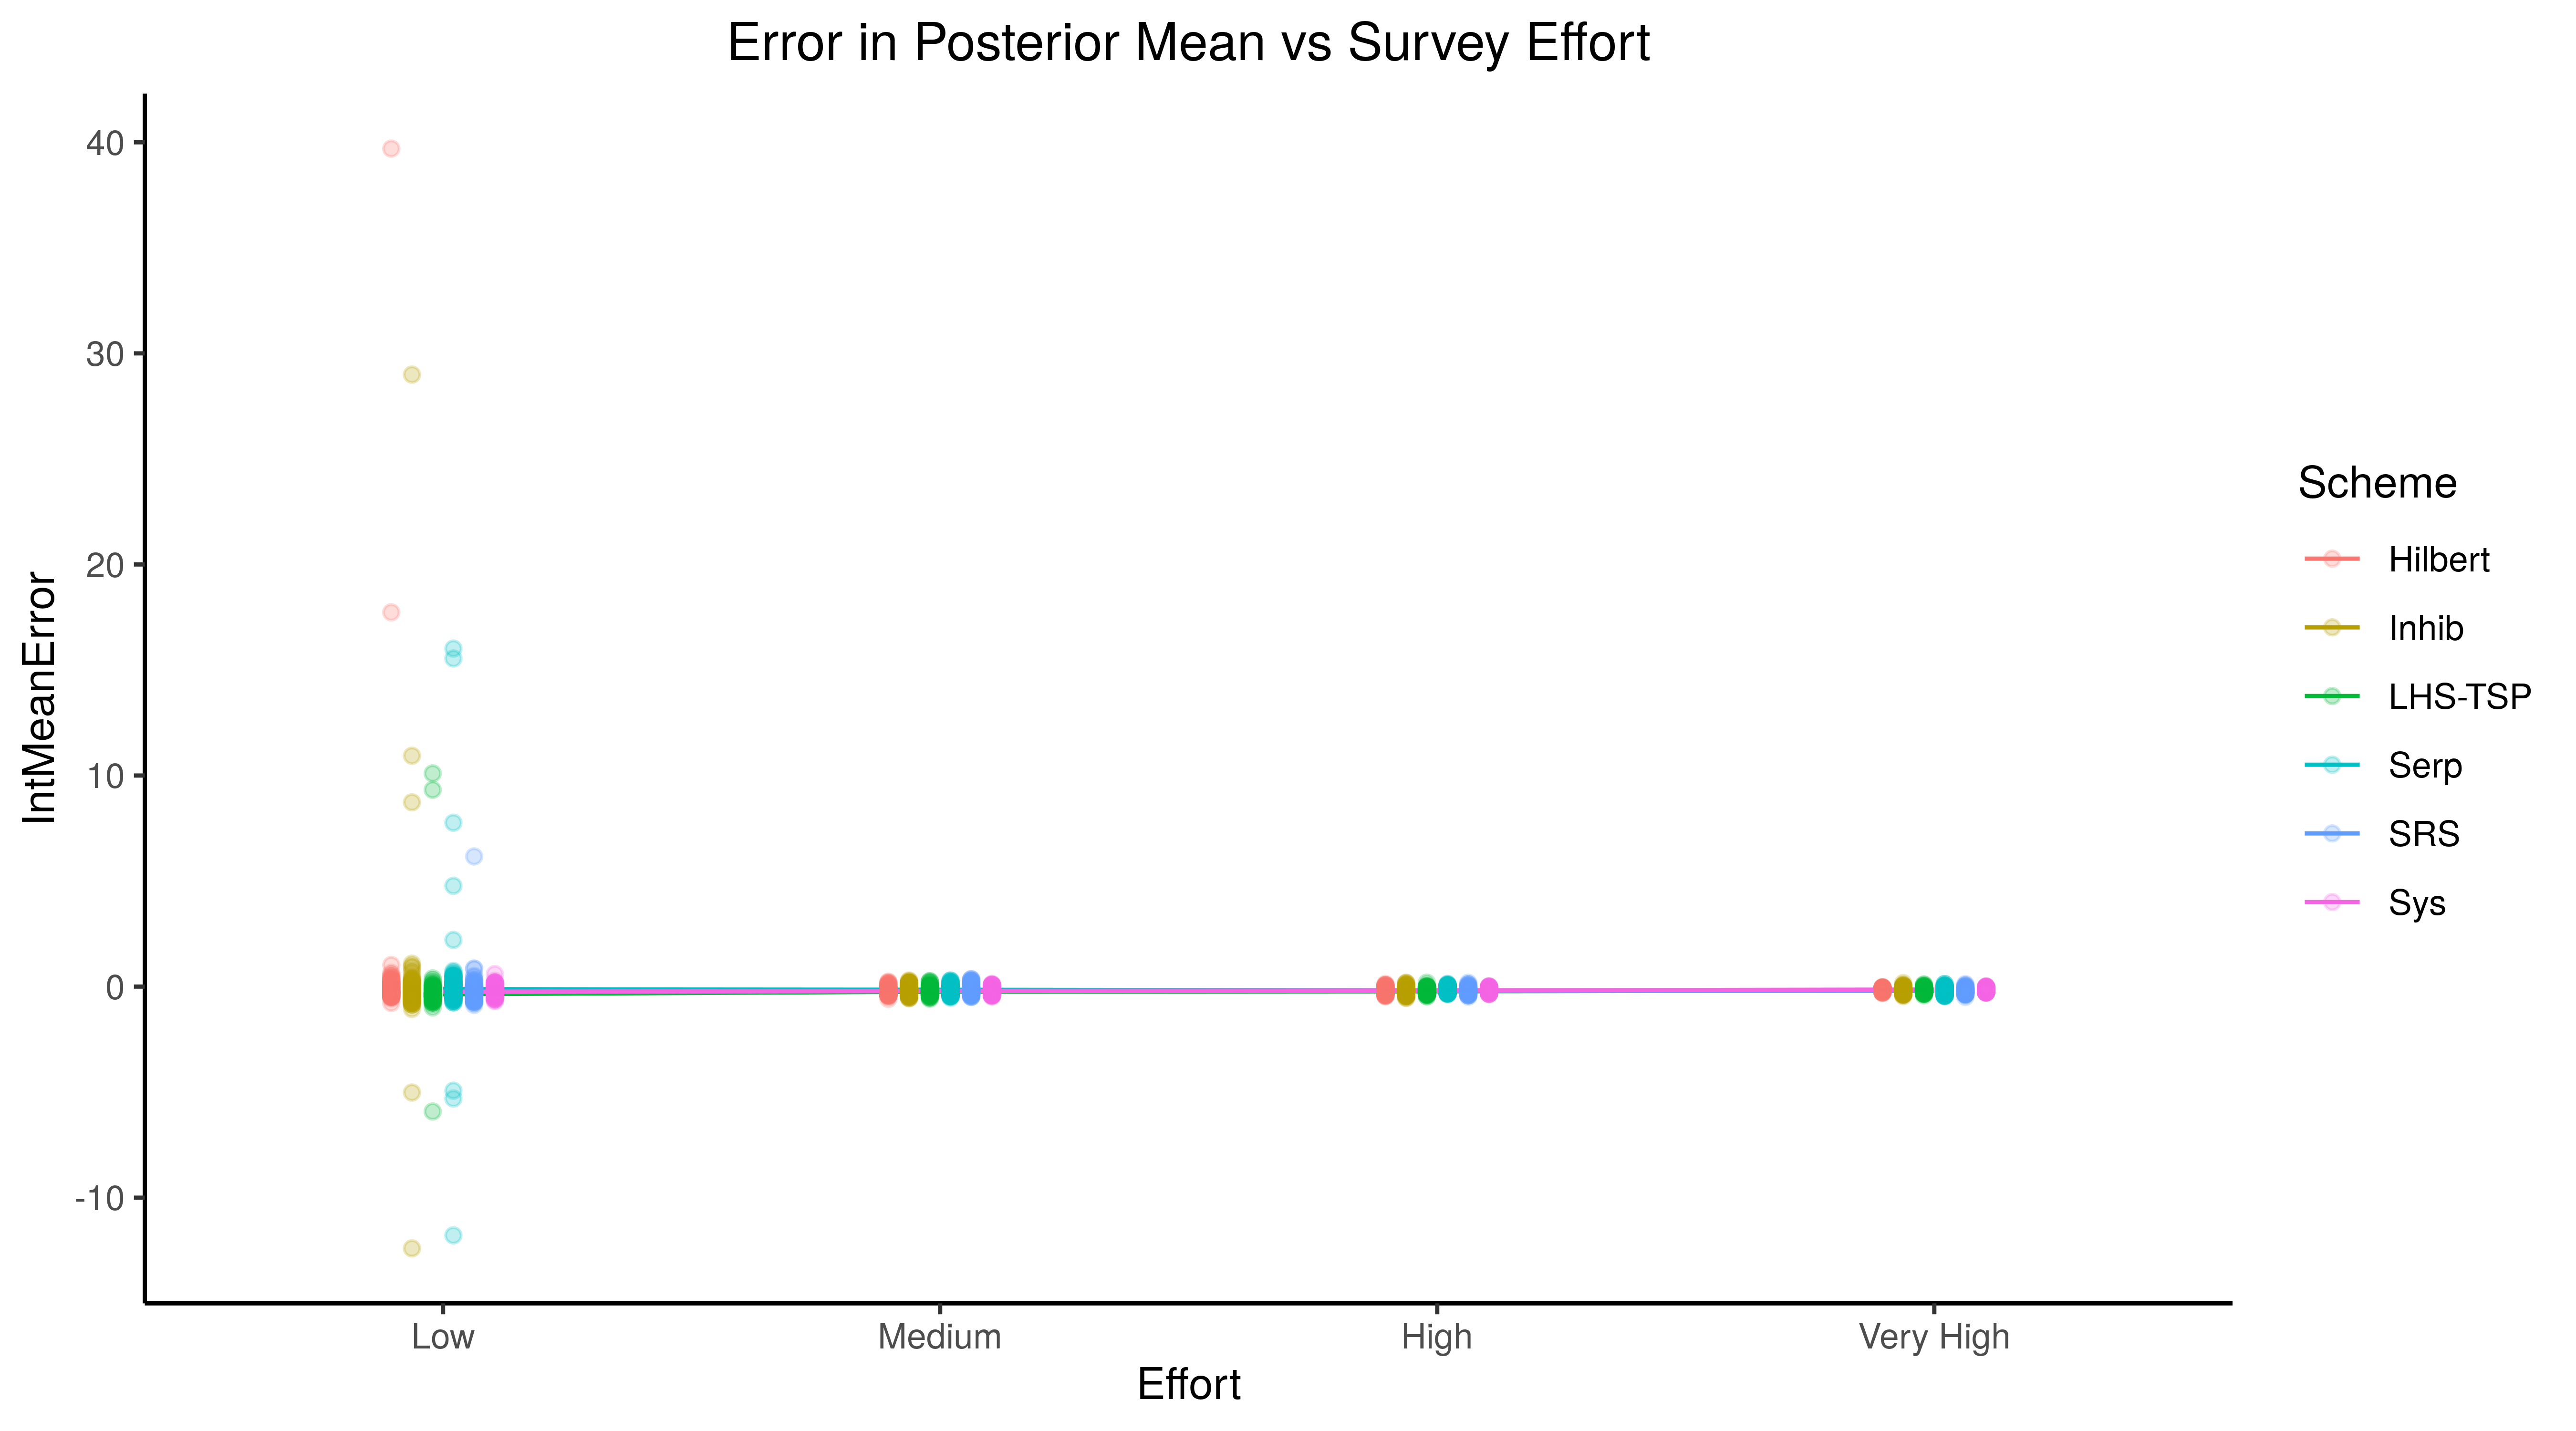 Error in Posterior Mean vs Survey Effort
IntMeanError
40
30
20
10
0
-10
Low
Medium
High
Very High
Effort
Scheme
Hilbert
Inhib
LHS-TSP
Serp
SRS
Sys